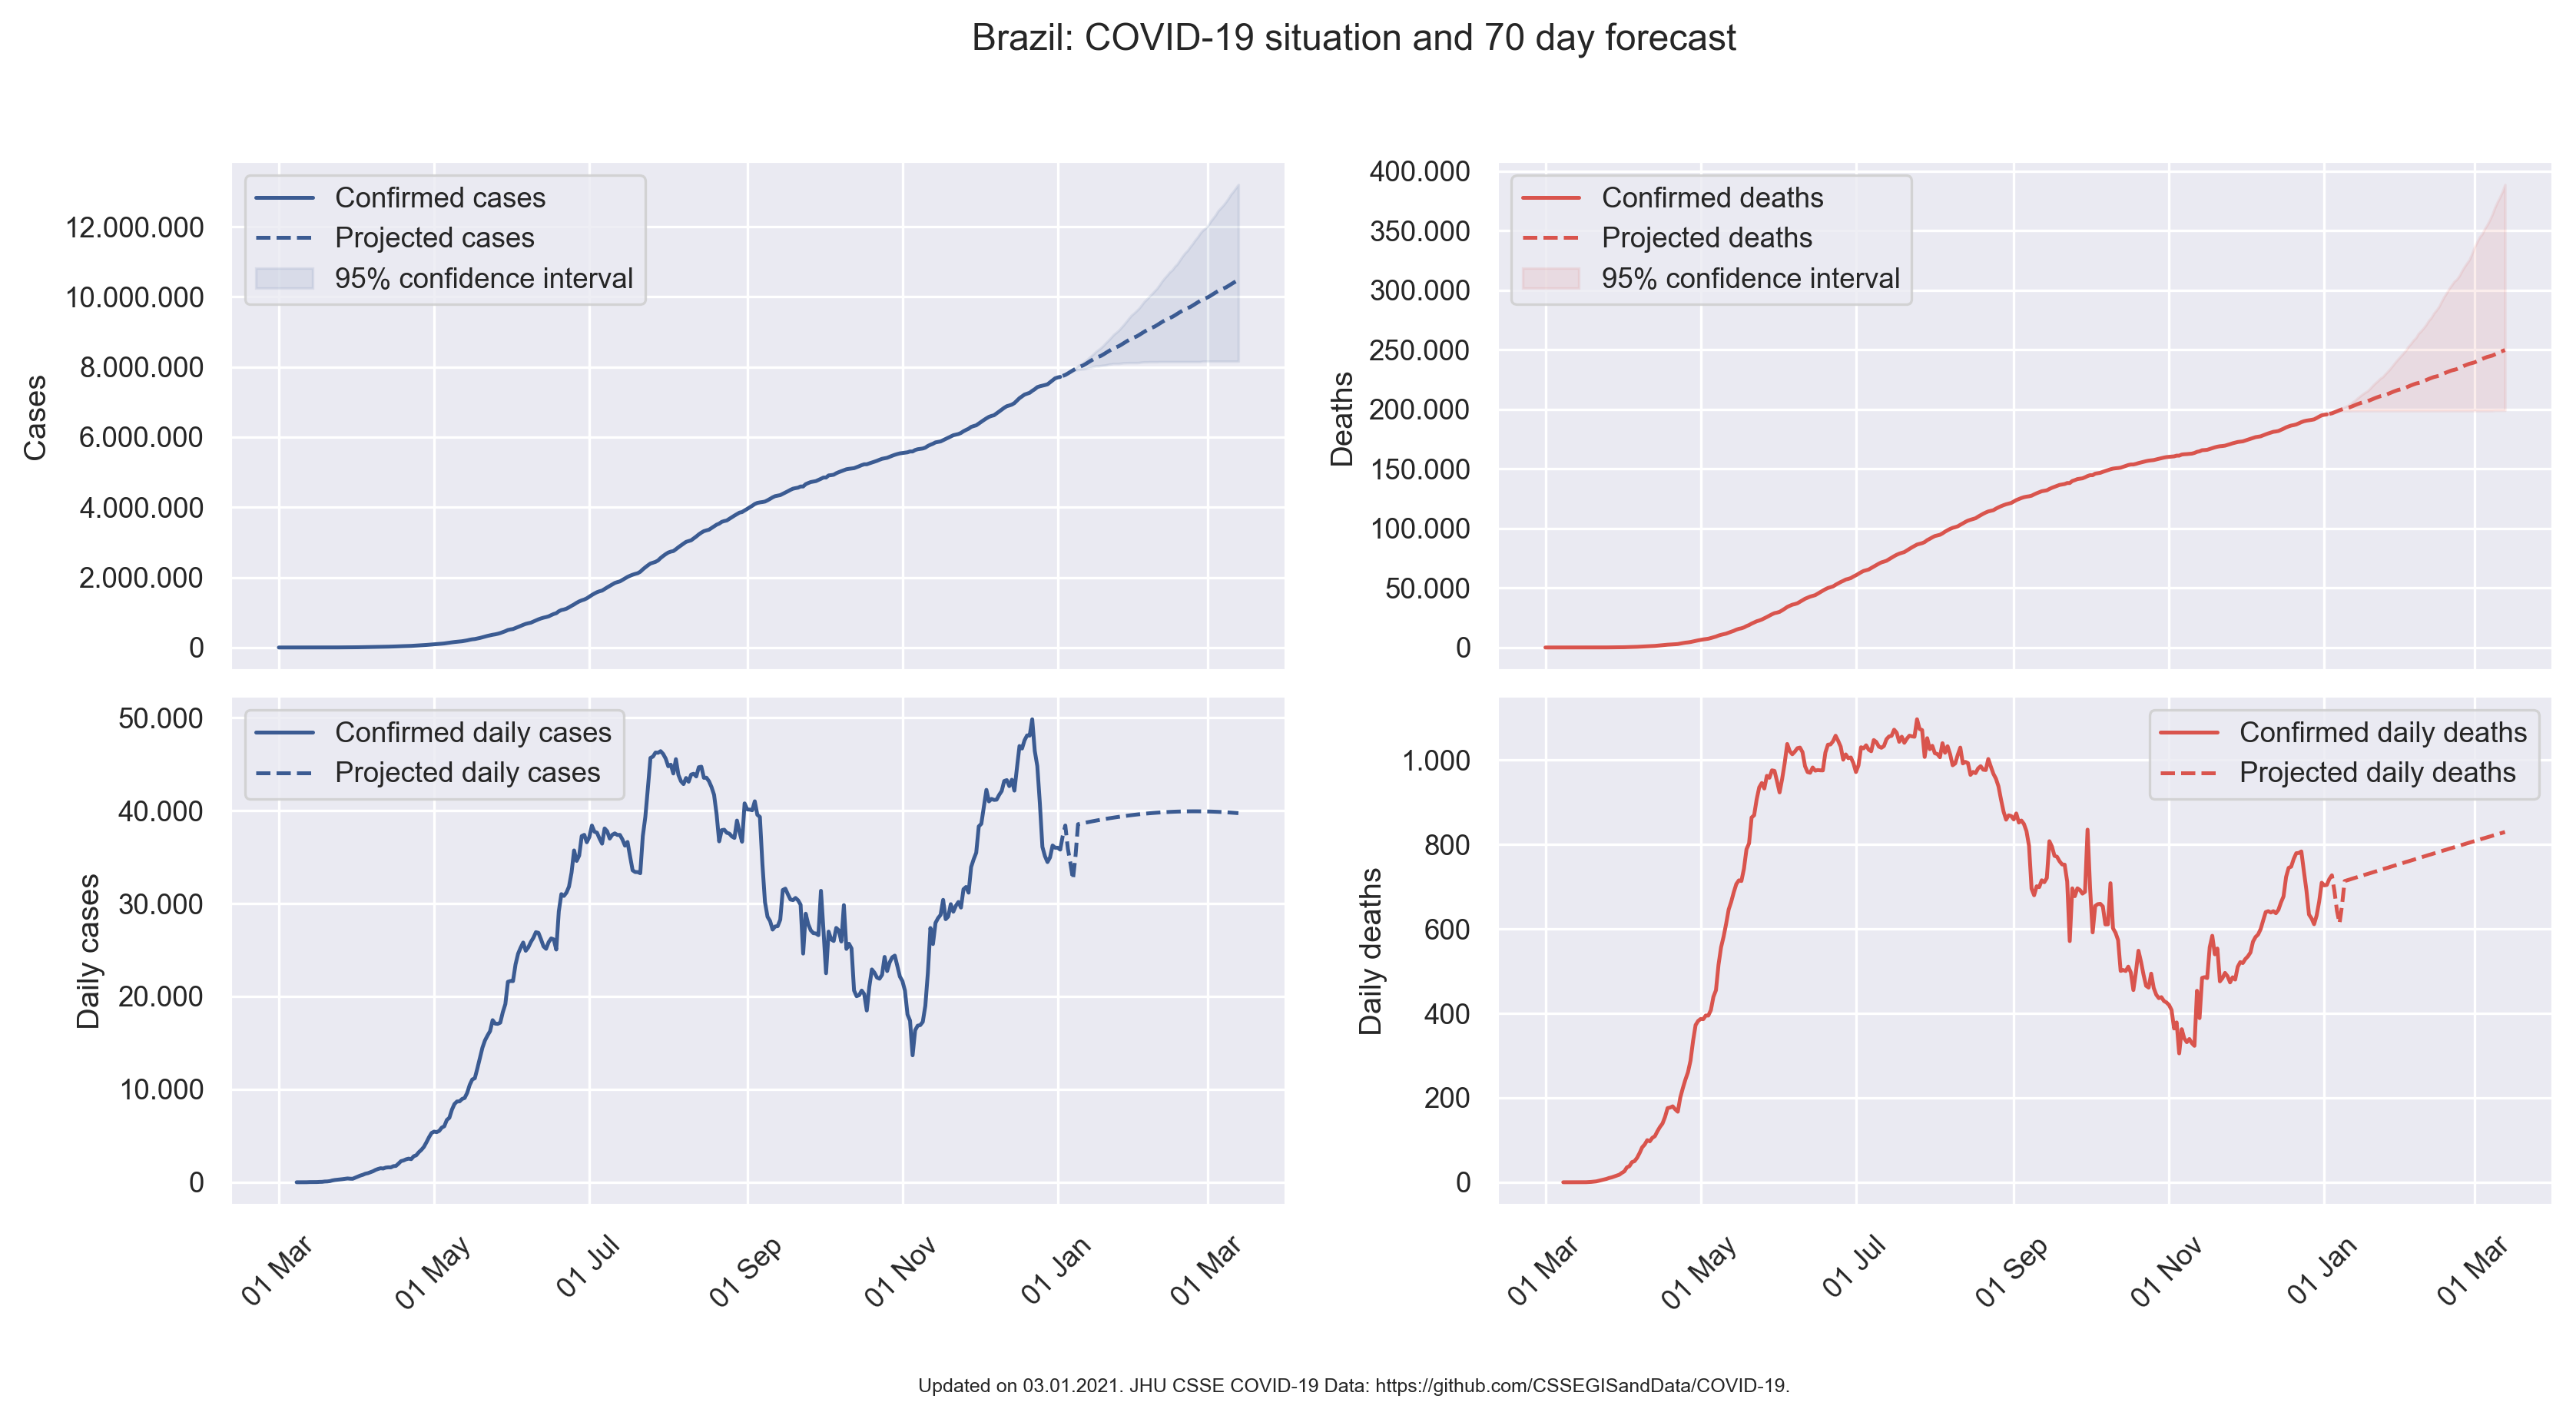 Brazil: COVID-19 situation and 70 day forecast
Confirmed cases
Projected cases
95% confidence interval
Cases
12.000.000
10.000.000
8.000.000
6.000.000
4.000.000
2.000.000
0
Confirmed deaths
Projected deaths
95% confidence interval
Deaths
400.000
350.000
300.000
250.000
200.000
150.000
100.000
50.000
0
Confirmed daily cases
Projected daily cases
Daily cases
50.000
40.000
30.000
20.000
10.000
0
01 Mar
01 May
01 Jul
01 Sep
01 Nov
01 Jan
01 Mar
Confirmed daily deaths
Projected daily deaths
Daily deaths
1.000
800
600
400
200
0
01 Mar
01 May
01 Jul
01 Sep
01 Nov
01 Jan
01 Mar
Updated on 03.01.2021. JHU CSSE COVID-19 Data: https://github.com/CSSEGISandData/COVID-19.